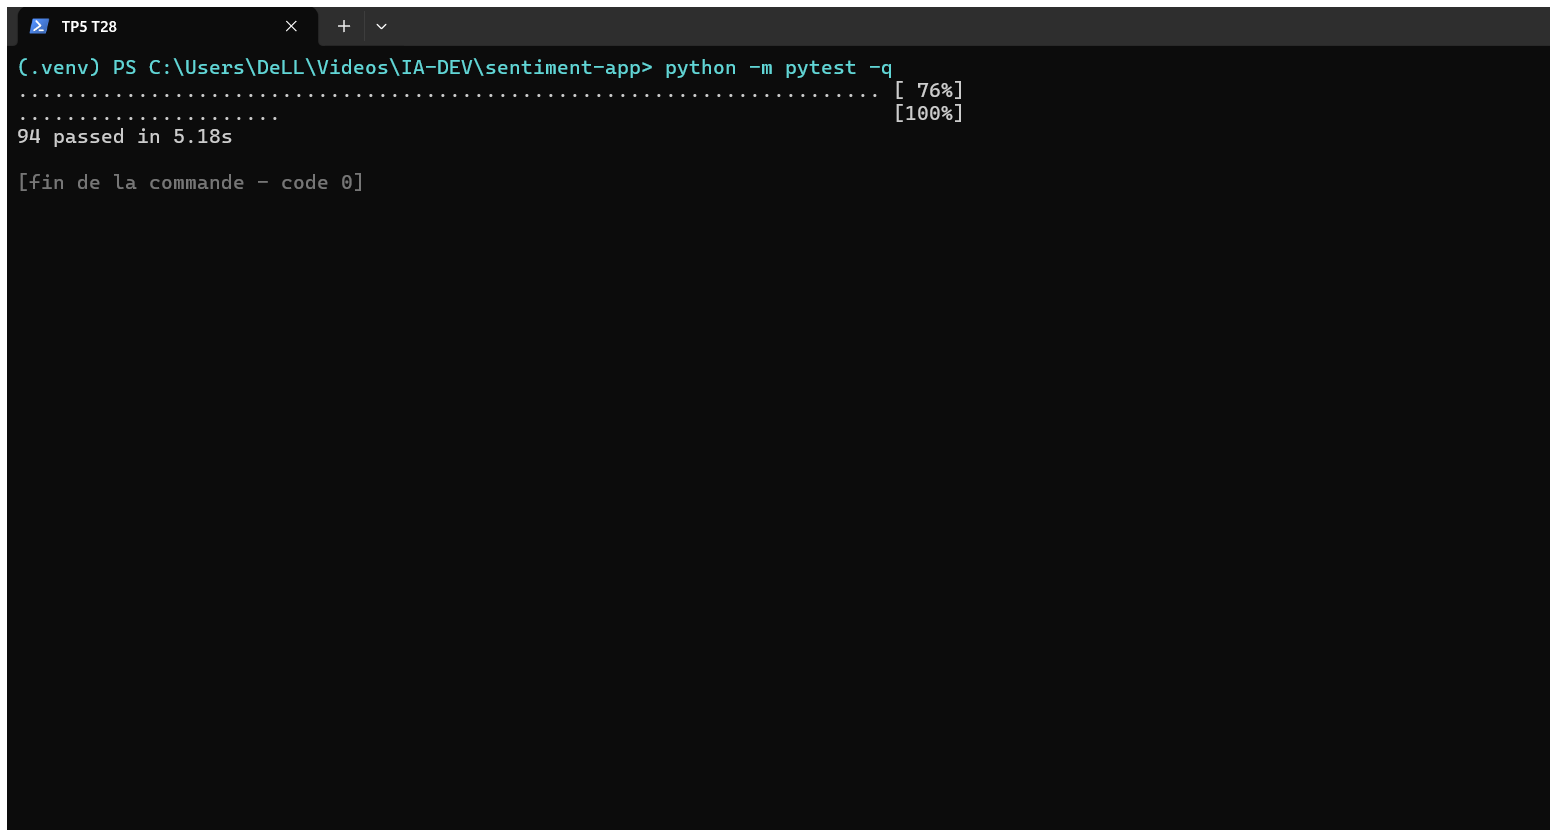 TP5 T28
(.venv) PS C:\Users\DeLL\Videos\IA-DEV\sentiment-app> python -m pytest -q
........................................................................ [ 76%]
......................                                                   [100%]
94 passed in 5.18s
[fin de la commande - code 0]